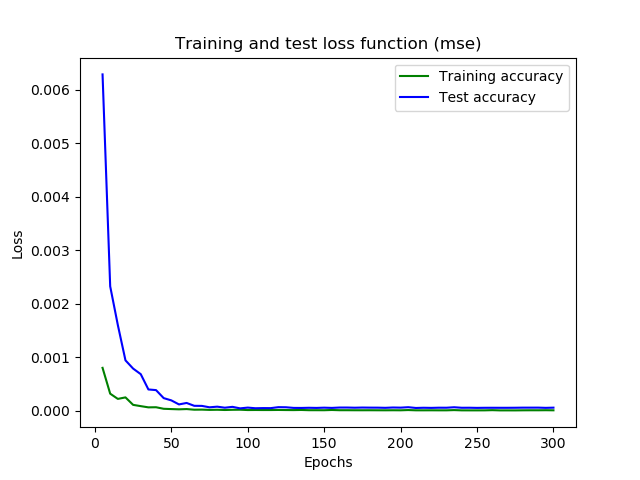 Training and test loss function (mse)
Training accuracy
Test accuracy
0.006
0.005
0.004
0.003
0.002
0.001
0.000
Loss
0 50 100 150 200 250 300
Epochs